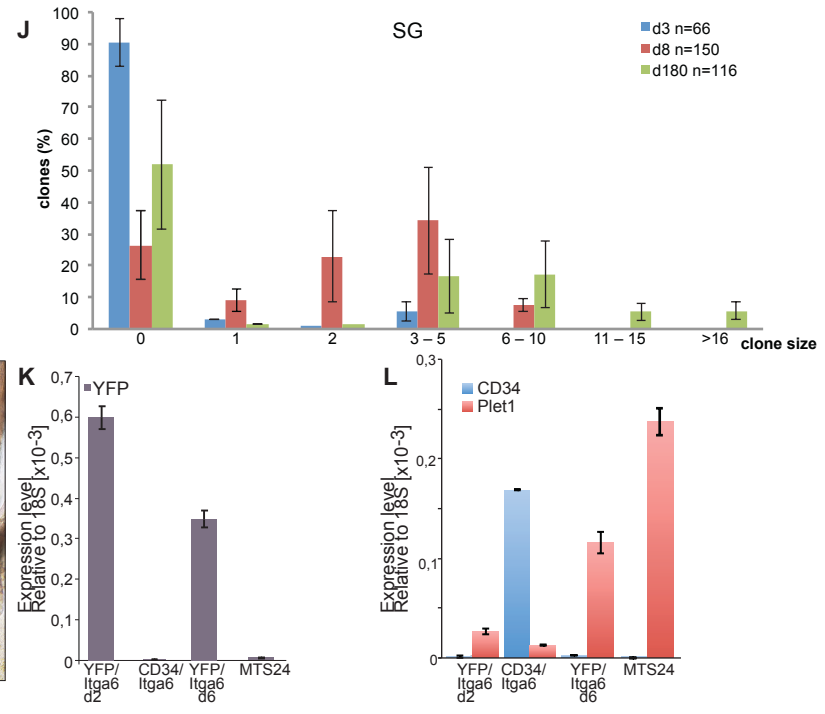 J
SG
d3 n=66
d8 n=150
d180 n=116
clones (%)
100
90
80
70
60
50
40
30
20
10
0
0 1 2 3 – 5 6 – 10 11 – 15 >16 clone size
K
YFP
Expression level
Relative to 18S [x10-3]
0,7
0,6
0,5
0,4
0,3
0,2
0,1
0
YFP/ CD34/ YFP/ MTS24
Itga6 Itga6 Itga6
d2 d6
L
CD34
Plet1
Expression level
Relative to 18S [x10-3]
0,3
0,2
0,1
0
YFP/ CD34/ YFP/ MTS24
Itga6 Itga6 Itga6
d2 d6